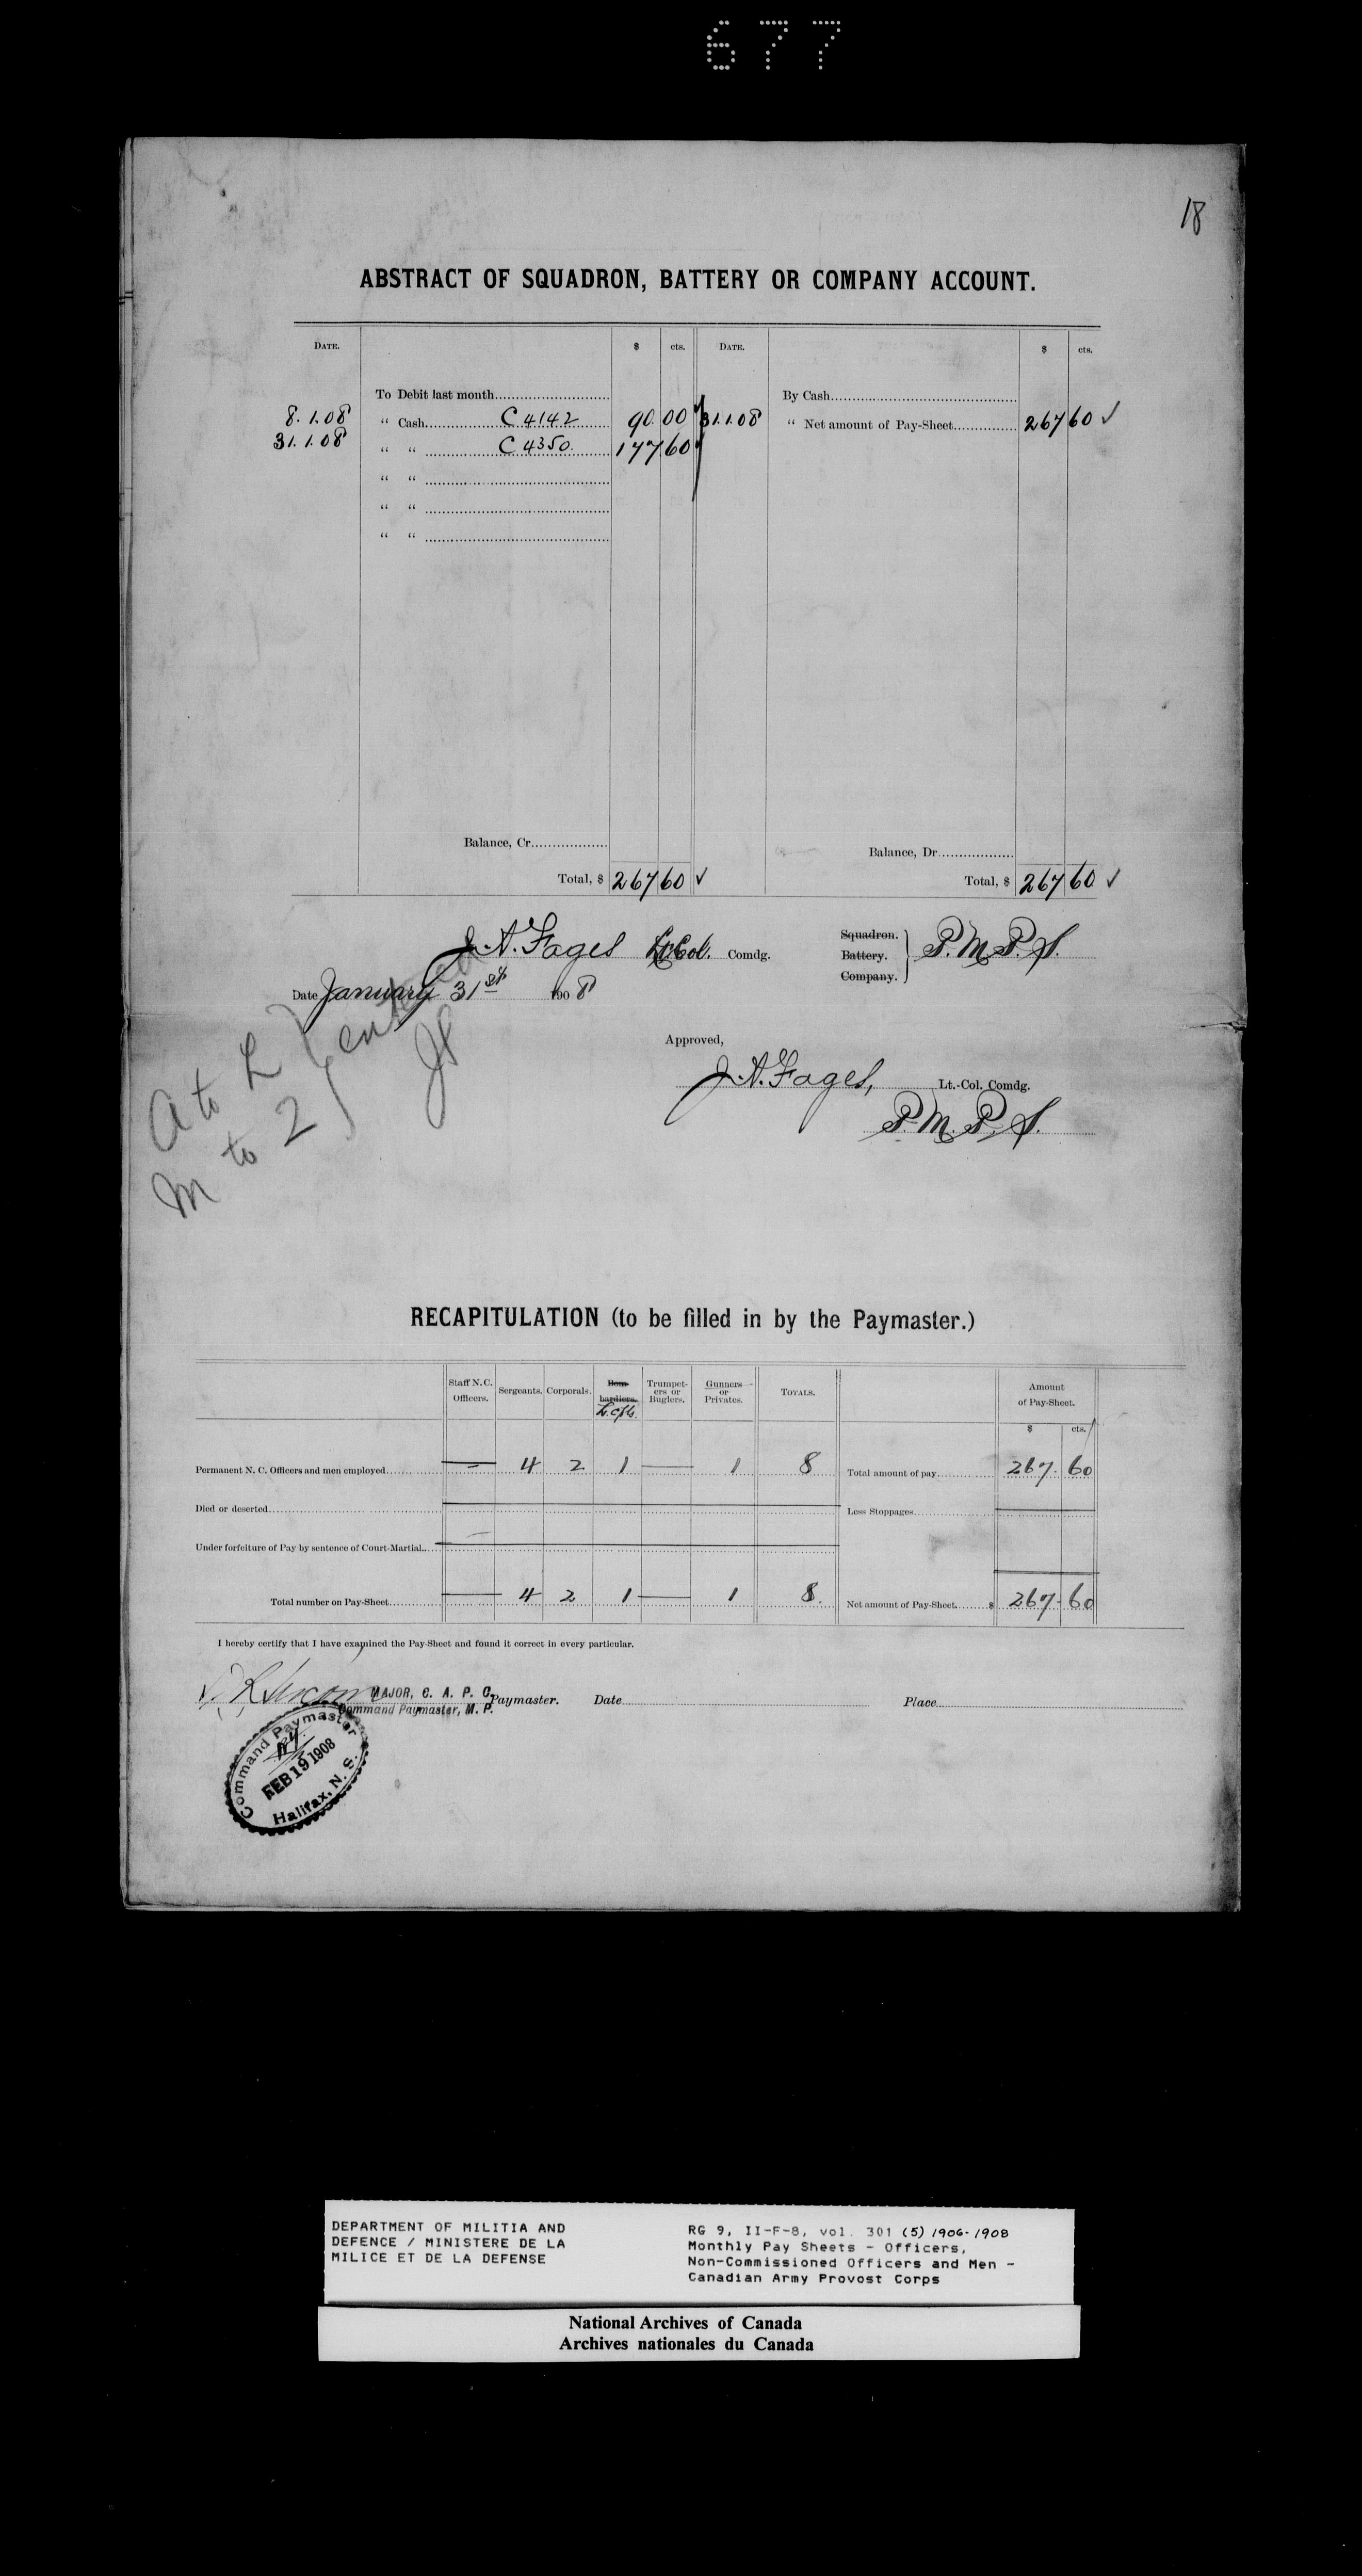 677
18
ABSTRACT OF SQUADRON, BATTERY OR COMPANY ACCOUNT.
DATE. $ cts. DATE. $ cts.
To Debit last month By Cash
8.1.08 " Cash C 4142 90.00 31.1.08 " Net amount of Pay-Sheet 267 60 ✓
31.1.08 " " C 4350. 177 60
" "
" "
" "
Balance, Cr. Balance, Dr.
Total, $ 267 60 ✓ Total, $ 267 60 ✓
J.A. Fages Lt. Col. Comdg. Squadron. Battery. Company. } P.M.P.S.
Date January 31st 1908
Approved,
A to L
M to Z
J.A. Fages, Lt.-Col. Comdg.
P.M.P.S.
RECAPITULATION (to be filled in by the Paymaster.)
Staff N.C. Officers. Sergeants. Corporals. Bombardiers. L. Cpls. Trumpeters or Buglers. Gunners or Privates. TOTALS. Amount of Pay-Sheet.
$ cts.
Permanent N. C. Officers and men employed — 4 2 1 — 1 8 Total amount of pay 267. 60
Died or deserted Less Stoppages
Under forfeiture of Pay by sentence of Court-Martial
Total number on Pay-Sheet — 4 2 1 — 1 8. Net amount of Pay-Sheet $ 267. 60
I hereby certify that I have examined the Pay-Sheet and found it correct in every particular.
MAJOR, C. A. P. C. Paymaster. Date Place
Command Paymaster, M. P.
Command Paymaster
FEB 19 1908
Halifax, N. S.
DEPARTMENT OF MILITIA AND
DEFENCE / MINISTERE DE LA
MILICE ET DE LA DEFENSE
RG 9, II-F-8, vol. 301 (5) 1906-1908
Monthly Pay Sheets - Officers,
Non-Commissioned Officers and Men -
Canadian Army Provost Corps
National Archives of Canada
Archives nationales du Canada